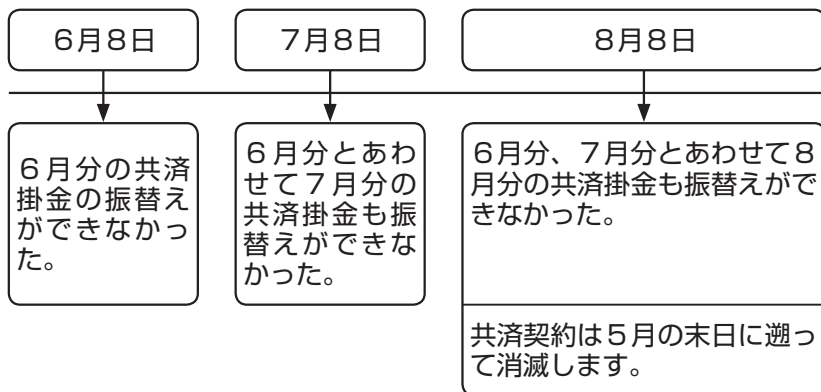 6月8日
7月8日
8月8日
6月分の共済
掛金の振替え
ができなかっ
た。
6月分とあわ
せて7月分の
共済掛金も振
替えができな
かった。
6月分、7月分とあわせて8
月分の共済掛金も振替えがで
きなかった。
共済契約は5月の末日に遡っ
て消滅します。